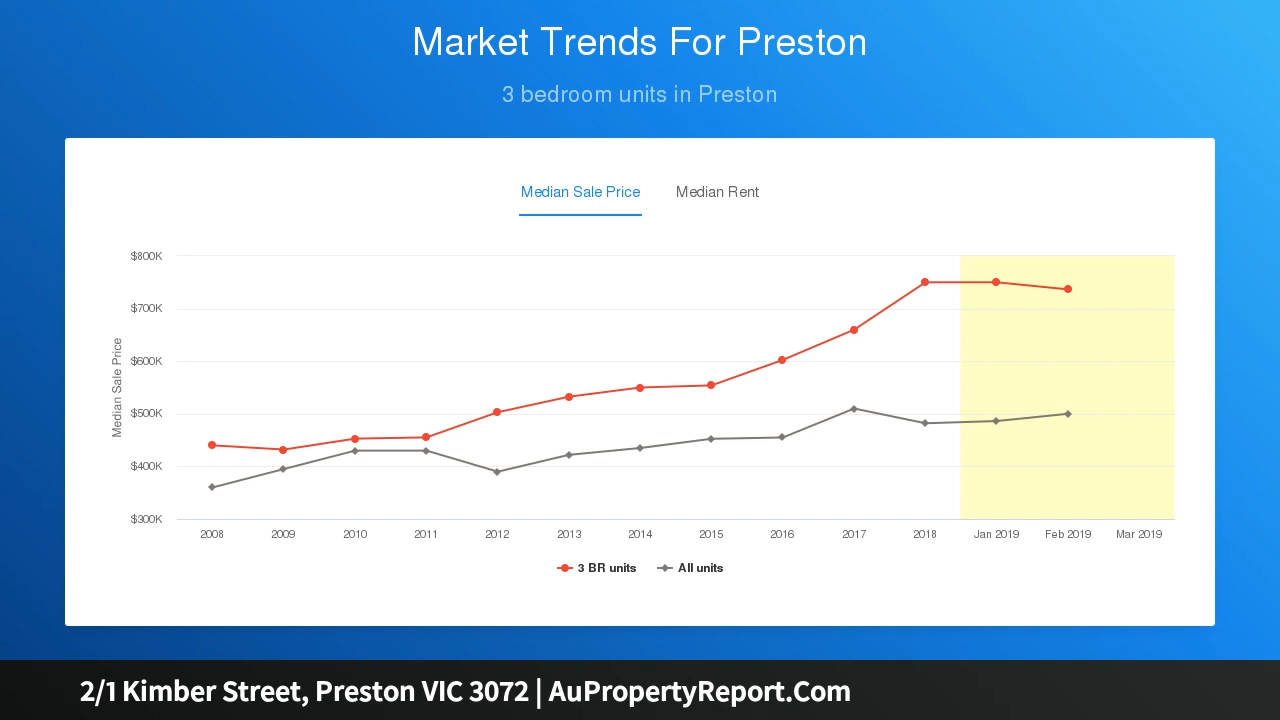 Market Trends For Preston
3 bedroom units in Preston
Median Sale Price Median Rent
Median Sale Price
$800K
$700K
$600K
$500K
$400K
$300K
2008 2009 2010 2011 2012 2013 2014 2015 2016 2017 2018 Jan 2019 Feb 2019 Mar 2019
3 BR units All units
2/1 Kimber Street, Preston VIC 3072 | AuPropertyReport.Com